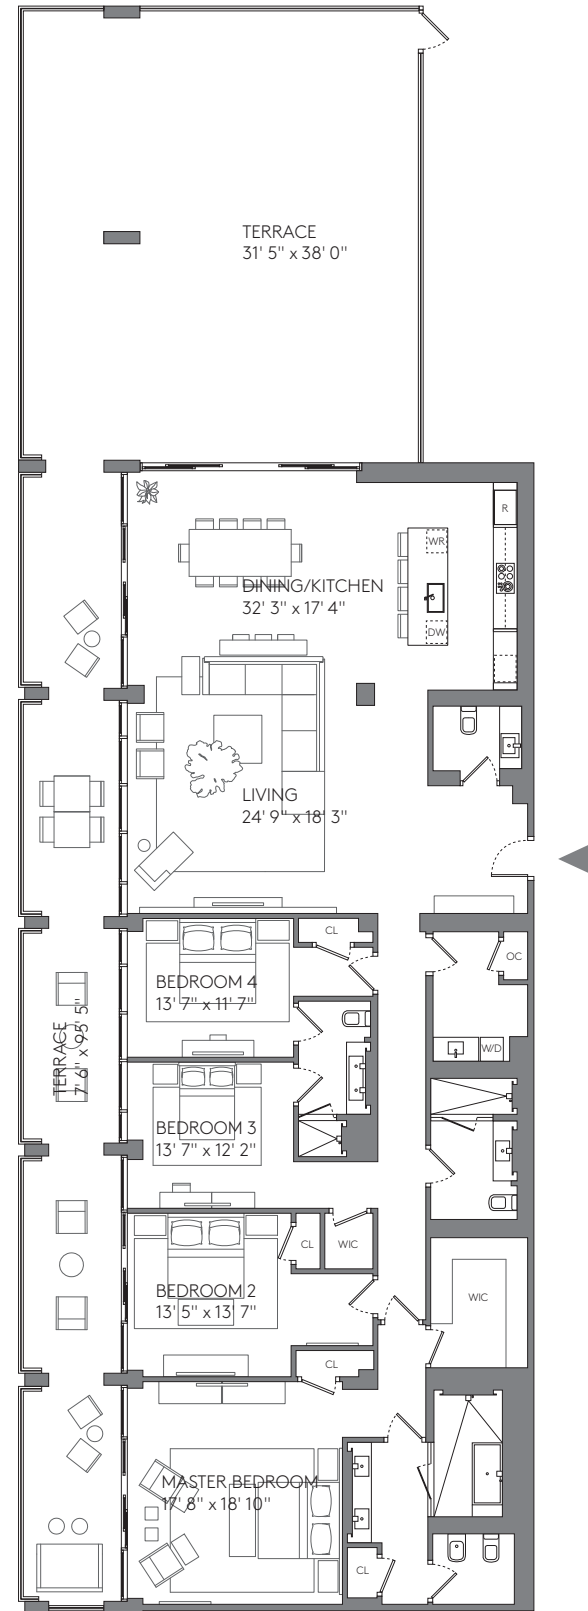 TERRACE
31' 5" x 38' 0"
R
WR
DINING/KITCHEN
32' 3" x 17' 4"
DW
LIVING
24' 9" x 18' 3"
CL
OC
BEDROOM 4
13' 7" x 11' 7"
TERRACE
7' 6" x 95' 5"
W/D
BEDROOM 3
13' 7" x 12' 2"
CL
WIC
BEDROOM 2
13' 5" x 13' 7"
WIC
CL
MASTER BEDROOM
17' 8" x 18' 10"
CL